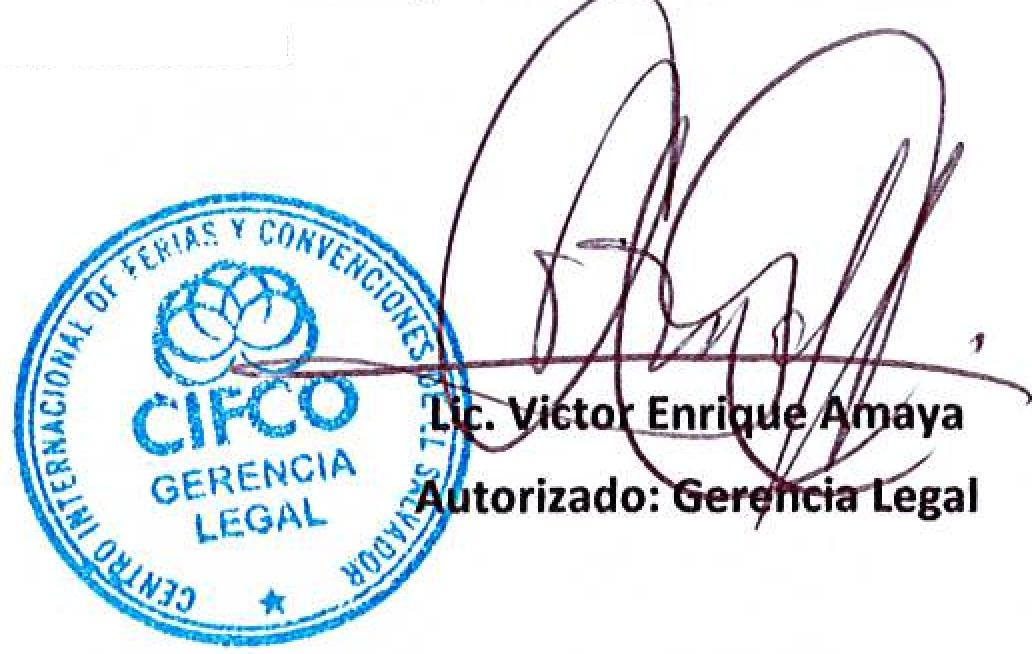 CENTRO INTERNACIONAL DE FERIAS Y CONVENCIONES DE EL SALVADOR
CIFCO
GERENCIA
LEGAL
Lic. Victor Enrique Amaya
Autorizado: Gerencia Legal